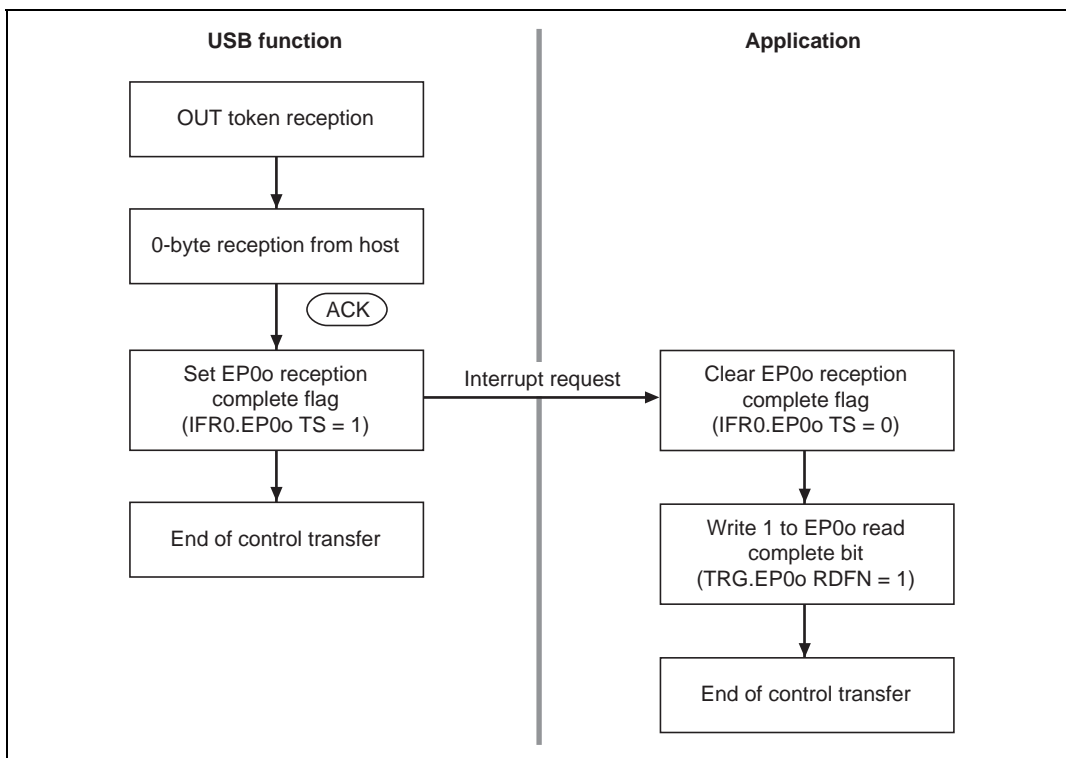 USB function
Application
OUT token reception
0-byte reception from host
ACK
Set EP0o reception
complete flag
(IFR0.EP0o TS = 1)
Interrupt request
Clear EP0o reception
complete flag
(IFR0.EP0o TS = 0)
End of control transfer
Write 1 to EP0o read
complete bit
(TRG.EP0o RDFN = 1)
End of control transfer